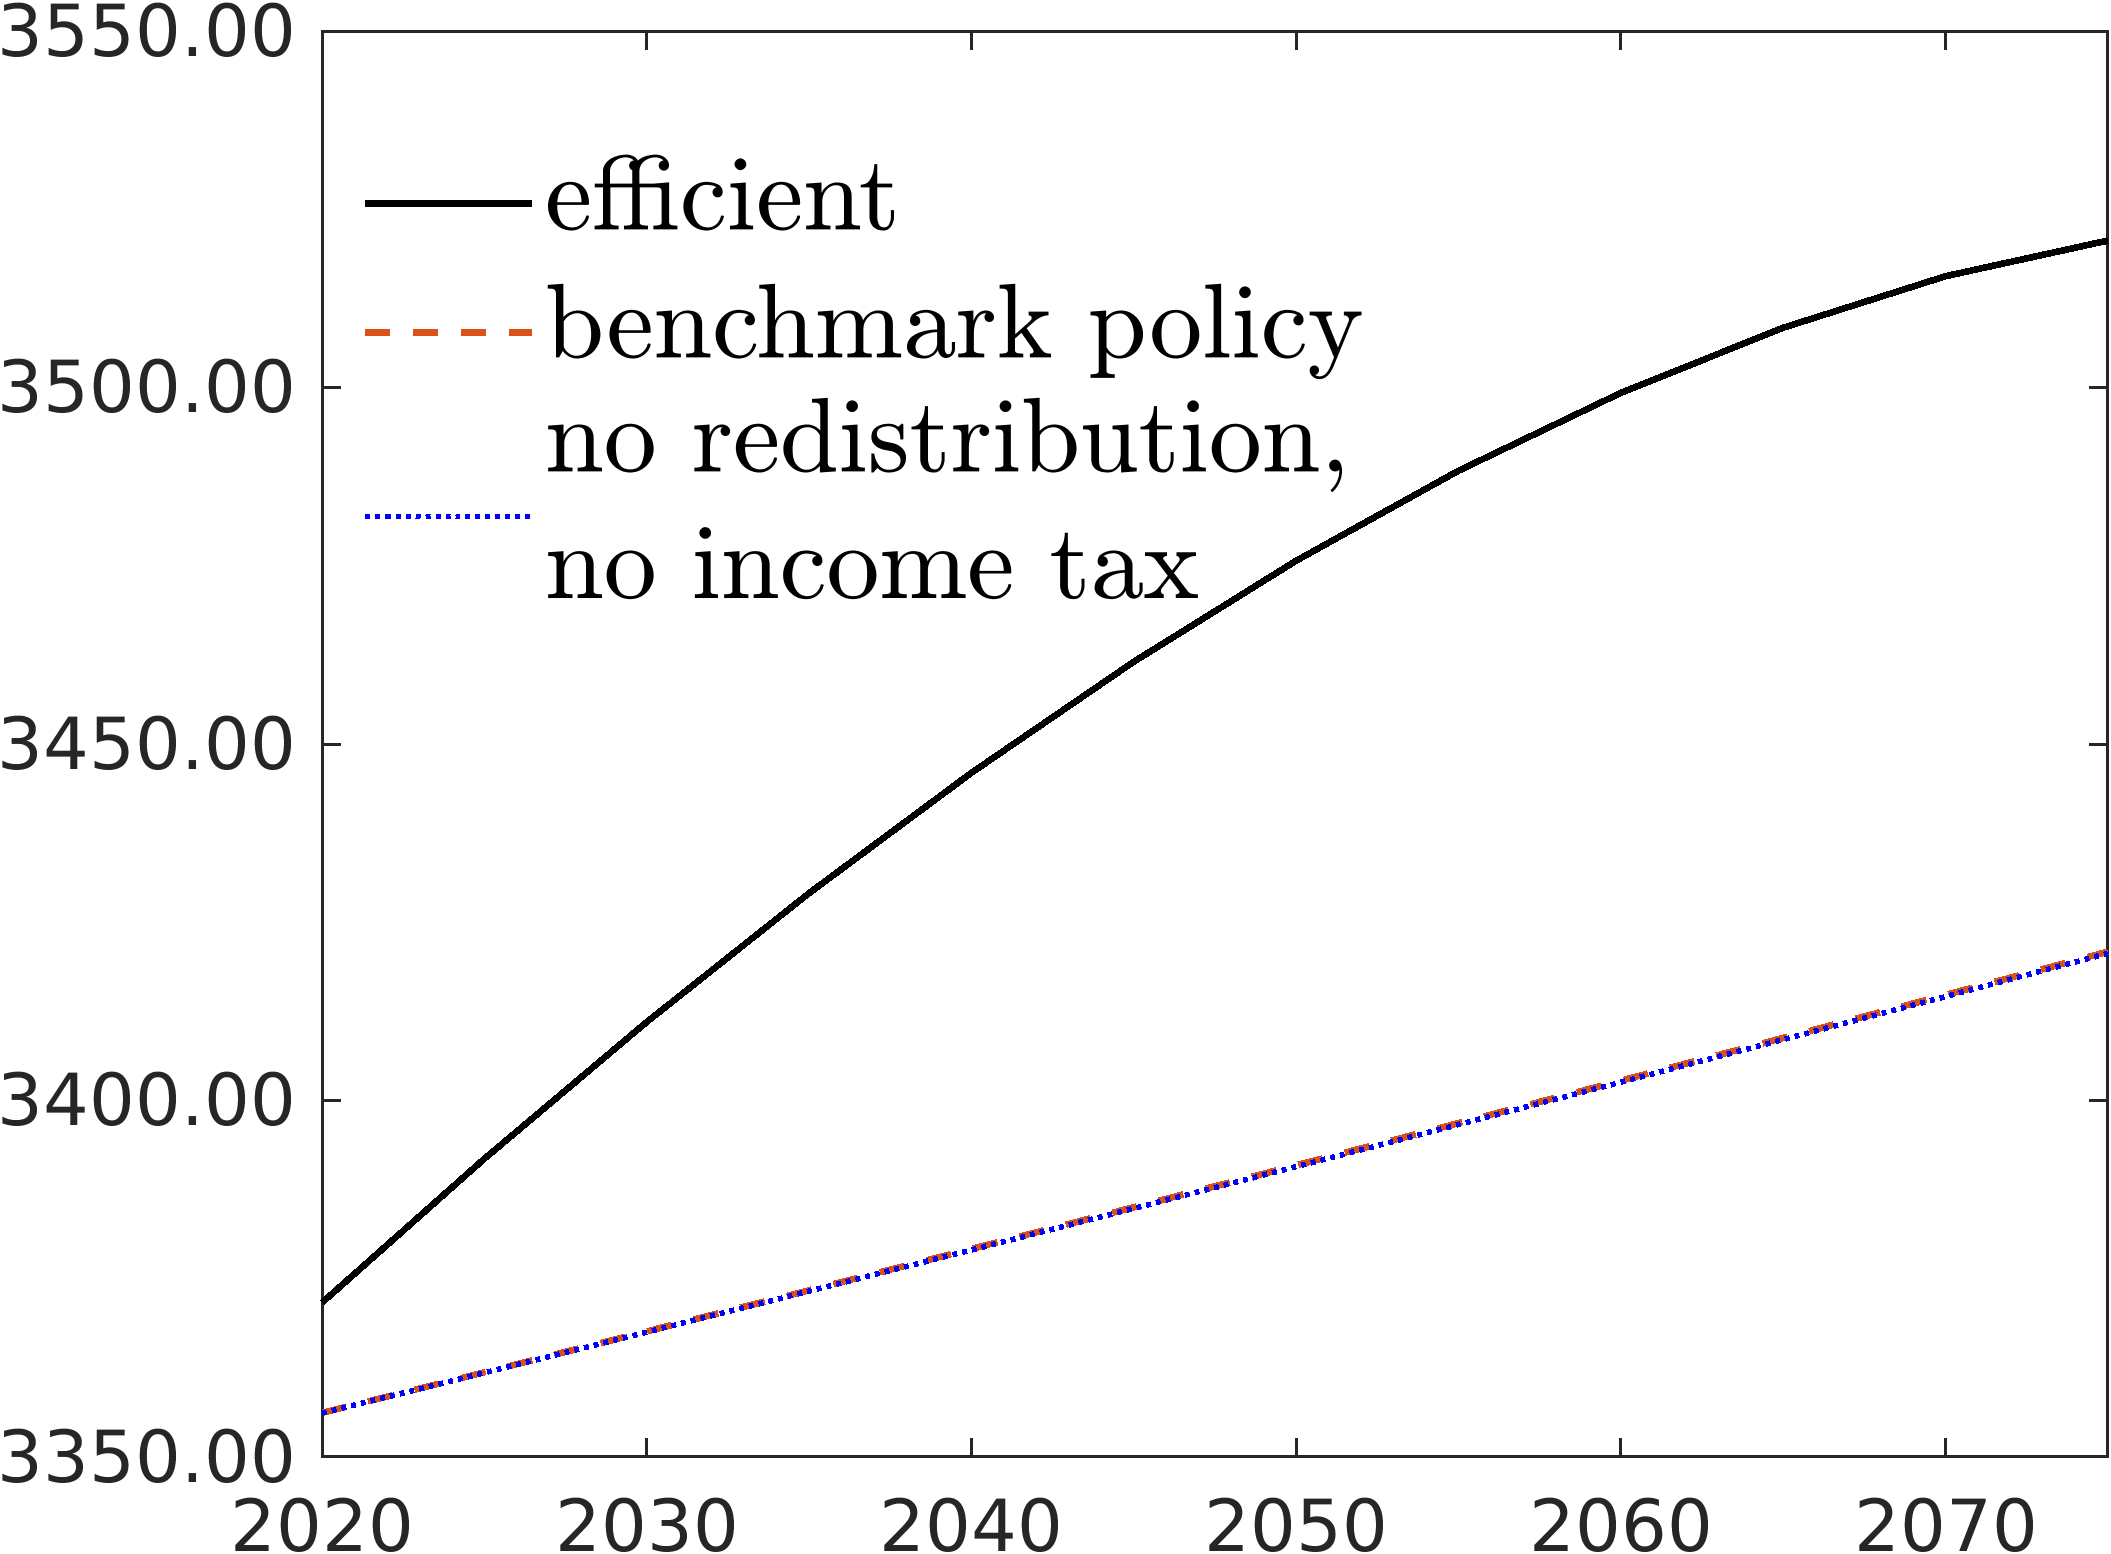 3550.00
efficient
benchmark policy
3500.00
no redistribution,
no income tax
3450.00
3400.00
3350.00
2020 2030 2040 2050 2060 2070